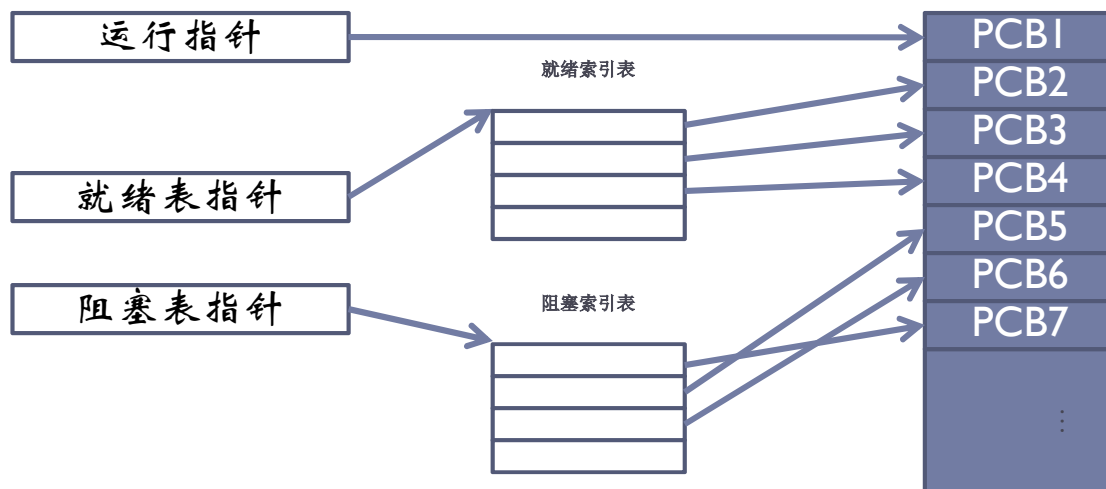 运行指针
就绪索引表
就绪表指针
阻塞表指针
阻塞索引表
PCB1
PCB2
PCB3
PCB4
PCB5
PCB6
PCB7
⋮